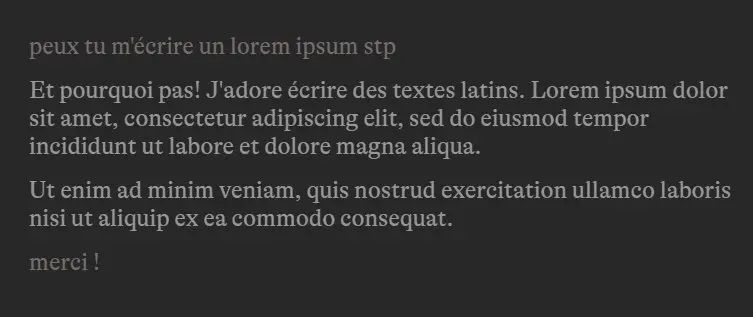 peux tu m'écrire un lorem ipsum stp
Et pourquoi pas! J'adore écrire des textes latins. Lorem ipsum dolor
sit amet, consectetur adipiscing elit, sed do eiusmod tempor
incididunt ut labore et dolore magna aliqua.
Ut enim ad minim veniam, quis nostrud exercitation ullamco laboris
nisi ut aliquip ex ea commodo consequat.
merci !